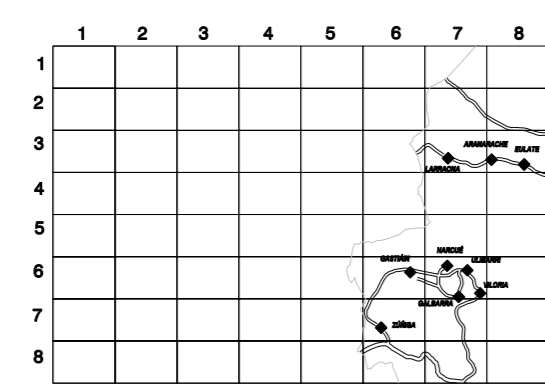 1 2 3 4 5 6 7 8
1
2
3
ARANARACHE
EULATE
LARRAONA
4
5
6
NARCUÉ
GASTIÁIN
ULIBARRI
VILORIA
GALBARRA
7
ZÚÑIGA
8